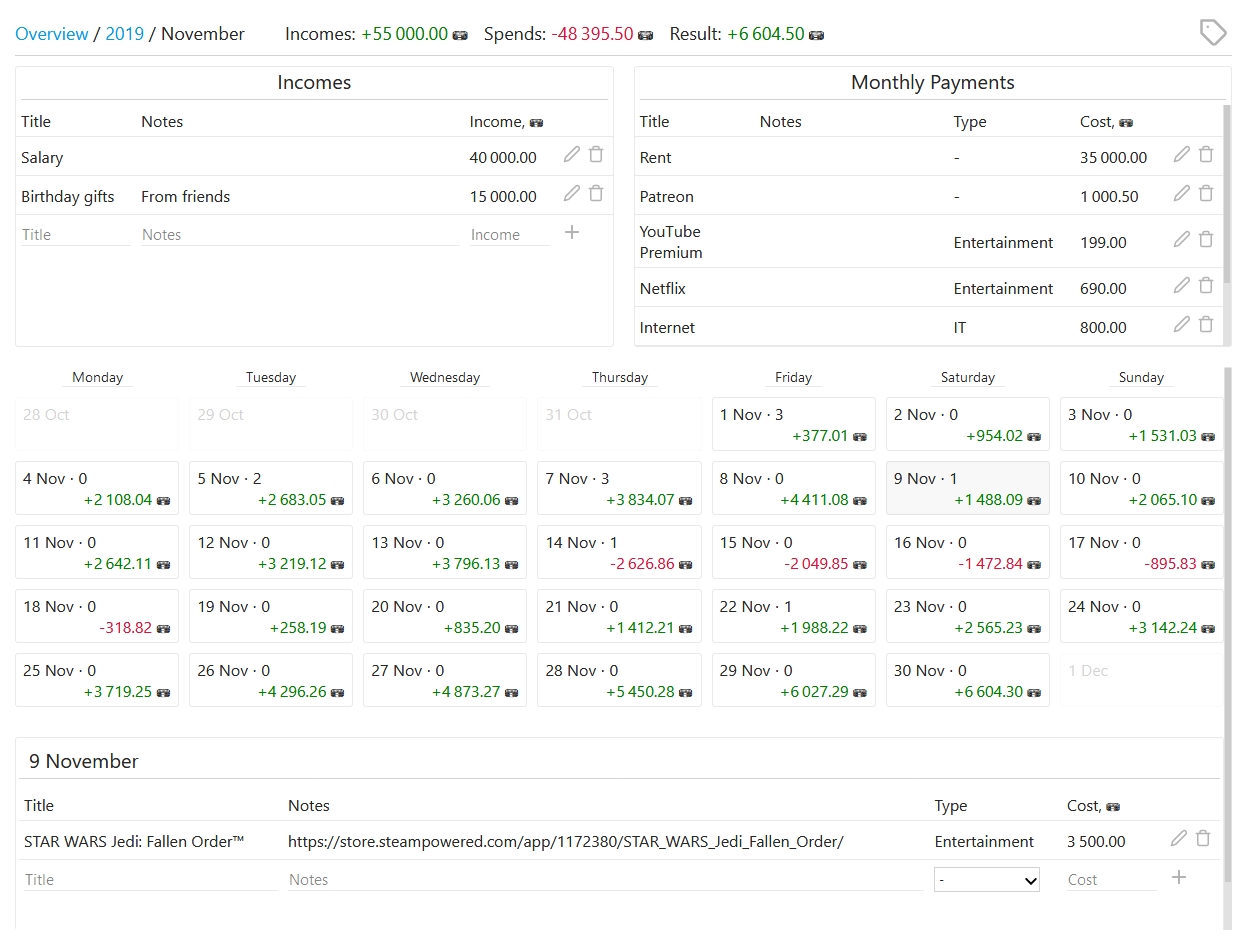 Overview / 2019 / November Incomes: +55 000.00 Spends: -48 395.50 Result: +6 604.50
Incomes
Title Notes Income,
Salary 40 000.00
Birthday gifts From friends 15 000.00
Title Notes Income
Monthly Payments
Title Notes Type Cost,
Rent - 35 000.00
Patreon - 1 000.50
YouTube
Premium Entertainment 199.00
Netflix Entertainment 690.00
Internet IT 800.00
Monday Tuesday Wednesday Thursday Friday Saturday Sunday
28 Oct 29 Oct 30 Oct 31 Oct 1 Nov · 3 2 Nov · 0 3 Nov · 0
+377.01 +954.02 +1 531.03
4 Nov · 0 5 Nov · 2 6 Nov · 0 7 Nov · 3 8 Nov · 0 9 Nov · 1 10 Nov · 0
+2 108.04 +2 683.05 +3 260.06 +3 834.07 +4 411.08 +1 488.09 +2 065.10
11 Nov · 0 12 Nov · 0 13 Nov · 0 14 Nov · 1 15 Nov · 0 16 Nov · 0 17 Nov · 0
+2 642.11 +3 219.12 +3 796.13 -2 626.86 -2 049.85 -1 472.84 -895.83
18 Nov · 0 19 Nov · 0 20 Nov · 0 21 Nov · 0 22 Nov · 1 23 Nov · 0 24 Nov · 0
-318.82 +258.19 +835.20 +1 412.21 +1 988.22 +2 565.23 +3 142.24
25 Nov · 0 26 Nov · 0 27 Nov · 0 28 Nov · 0 29 Nov · 0 30 Nov · 0 1 Dec
+3 719.25 +4 296.26 +4 873.27 +5 450.28 +6 027.29 +6 604.30
9 November
Title Notes Type Cost,
STAR WARS Jedi: Fallen Order™ https://store.steampowered.com/app/1172380/STAR_WARS_Jedi_Fallen_Order/ Entertainment 3 500.00
Title Notes - Cost